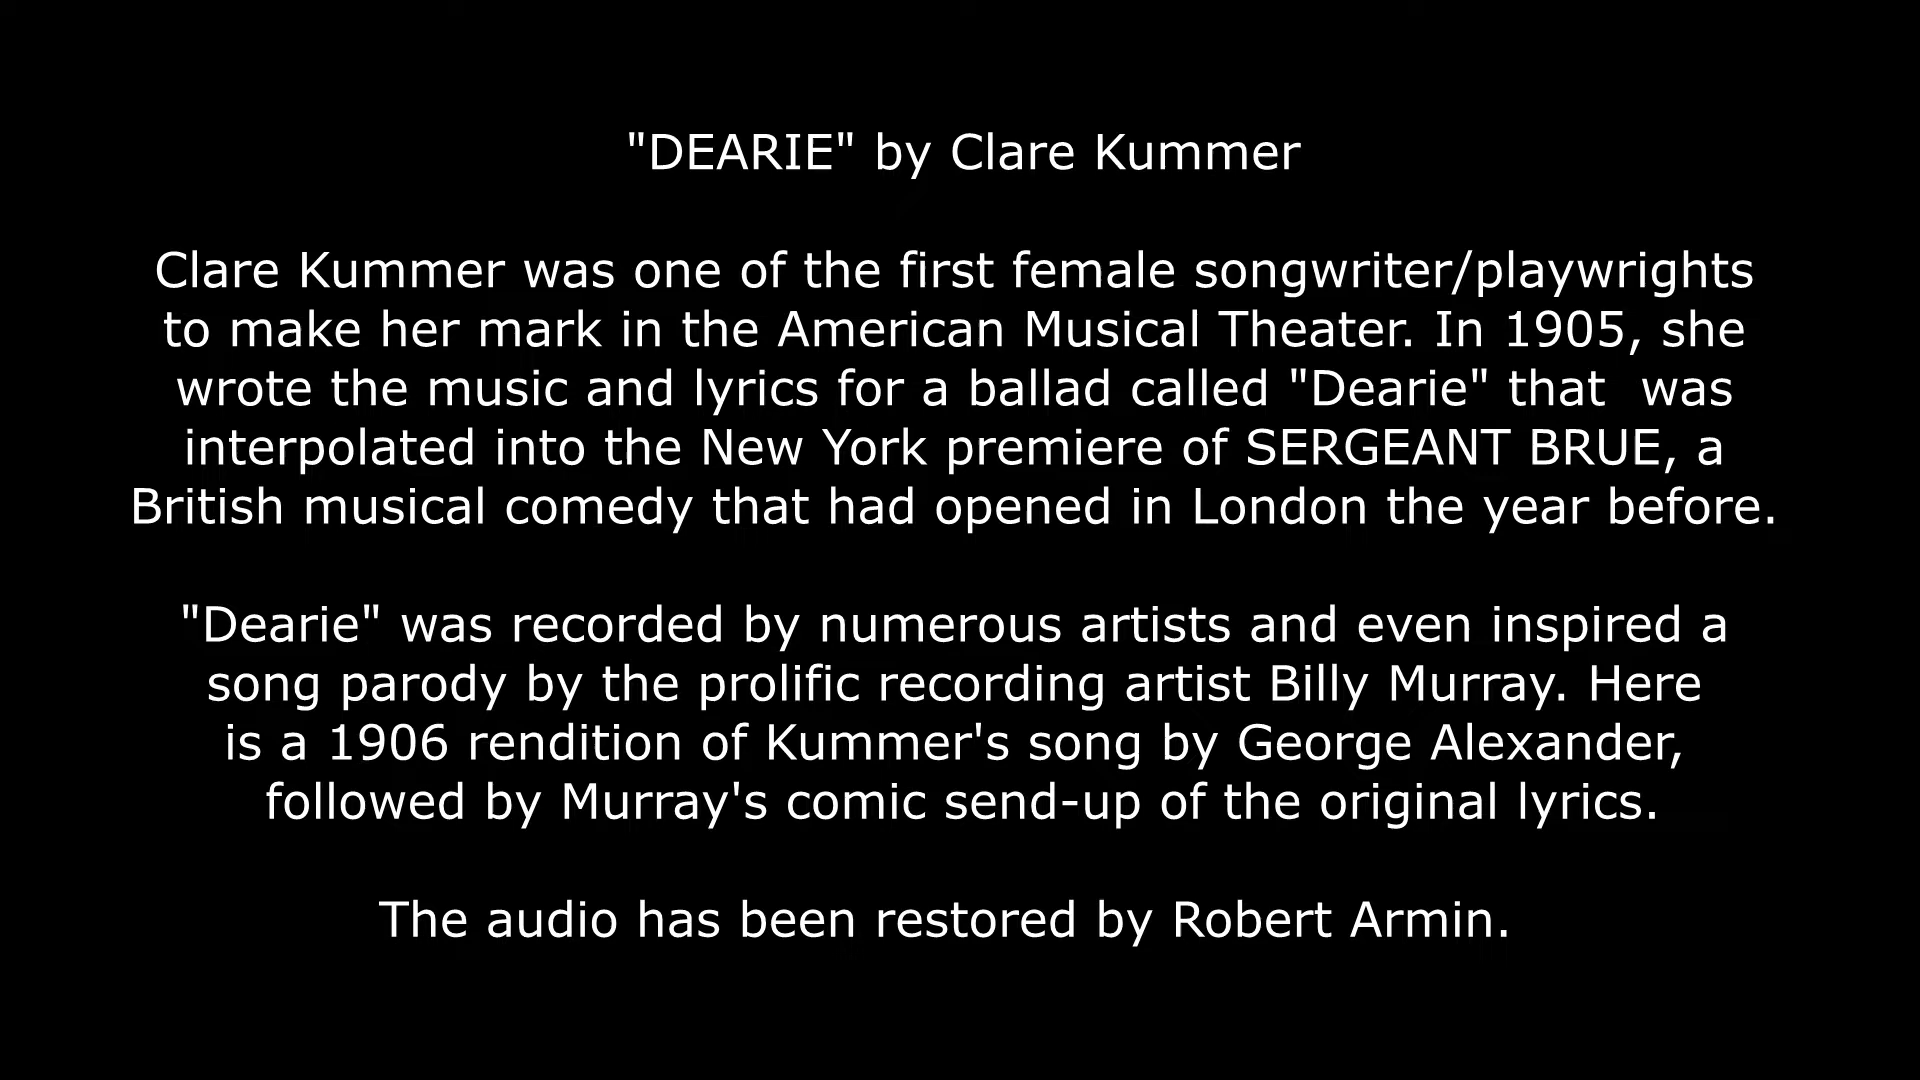 "DEARIE" by Clare Kummer
Clare Kummer was one of the first female songwriter/playwrights
to make her mark in the American Musical Theater. In 1905, she
wrote the music and lyrics for a ballad called "Dearie" that  was
interpolated into the New York premiere of SERGEANT BRUE, a
British musical comedy that had opened in London the year before.
"Dearie" was recorded by numerous artists and even inspired a
song parody by the prolific recording artist Billy Murray. Here
is a 1906 rendition of Kummer's song by George Alexander,
followed by Murray's comic send-up of the original lyrics.
The audio has been restored by Robert Armin.